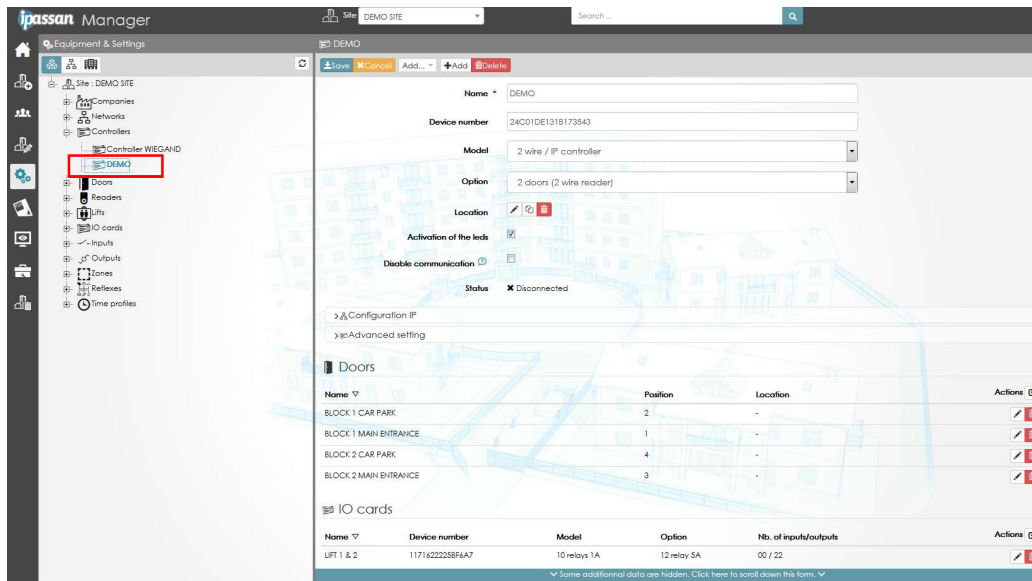 ipassan Manager
Site DEMO SITE
Search ...
Equipment & Settings
DEMO
Save Cancel Add... +Add Delete
Site : DEMO SITE
Companies
Networks
Controllers
Controller WIEGAND
DEMO
Doors
Readers
Lifts
IO cards
Inputs
Outputs
Zones
Reflexes
Time profiles
Name * DEMO
Device number 24C01DE1318173543
Model 2 wire / IP controller
Option 2 doors (2 wire reader)
Location
Activation of the leds
Disable communication
Status Disconnected
Configuration IP
Advanced setting
Doors
Name Position Location Actions
BLOCK 1 CAR PARK 2 -
BLOCK 1 MAIN ENTRANCE 1 -
BLOCK 2 CAR PARK 4 -
BLOCK 2 MAIN ENTRANCE 3 -
IO cards
Name Device number Model Option Nb. of inputs/outputs Actions
LIFT 1 & 2 1171622225BF6A7 10 relays 1A 12 relay 5A 00 / 22
Some additionnal data are hidden. Click here to scroll down this form.